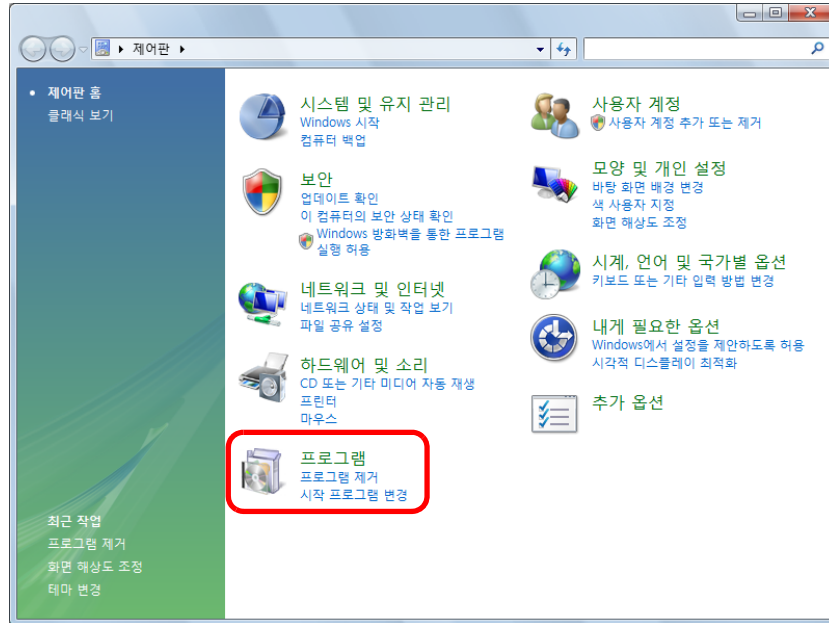 제어판
제어판 홈
클래식 보기
최근 작업
프로그램 제거
화면 해상도 조정
테마 변경
시스템 및 유지 관리
Windows 시작
컴퓨터 백업
보안
업데이트 확인
이 컴퓨터의 보안 상태 확인
Windows 방화벽을 통한 프로그램
실행 허용
네트워크 및 인터넷
네트워크 상태 및 작업 보기
파일 공유 설정
하드웨어 및 소리
CD 또는 기타 미디어 자동 재생
프린터
마우스
프로그램
프로그램 제거
시작 프로그램 변경
사용자 계정
사용자 계정 추가 또는 제거
모양 및 개인 설정
바탕 화면 배경 변경
색 사용자 지정
화면 해상도 조정
시계, 언어 및 국가별 옵션
키보드 또는 기타 입력 방법 변경
내게 필요한 옵션
Windows에서 설정을 제안하도록 허용
시각적 디스플레이 최적화
추가 옵션